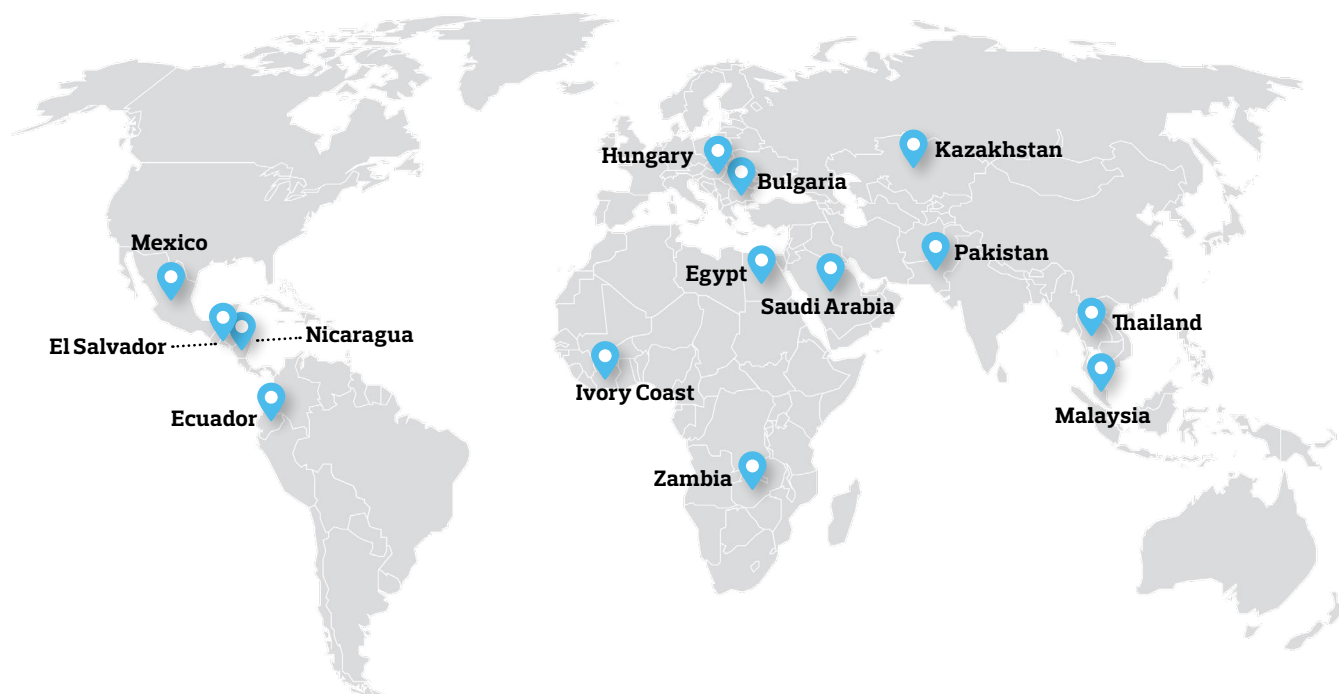 Hungary
Kazakhstan
Bulgaria
Mexico
Pakistan
Egypt
Saudi Arabia
Thailand
Nicaragua
El Salvador
Ivory Coast
Malaysia
Ecuador
Zambia